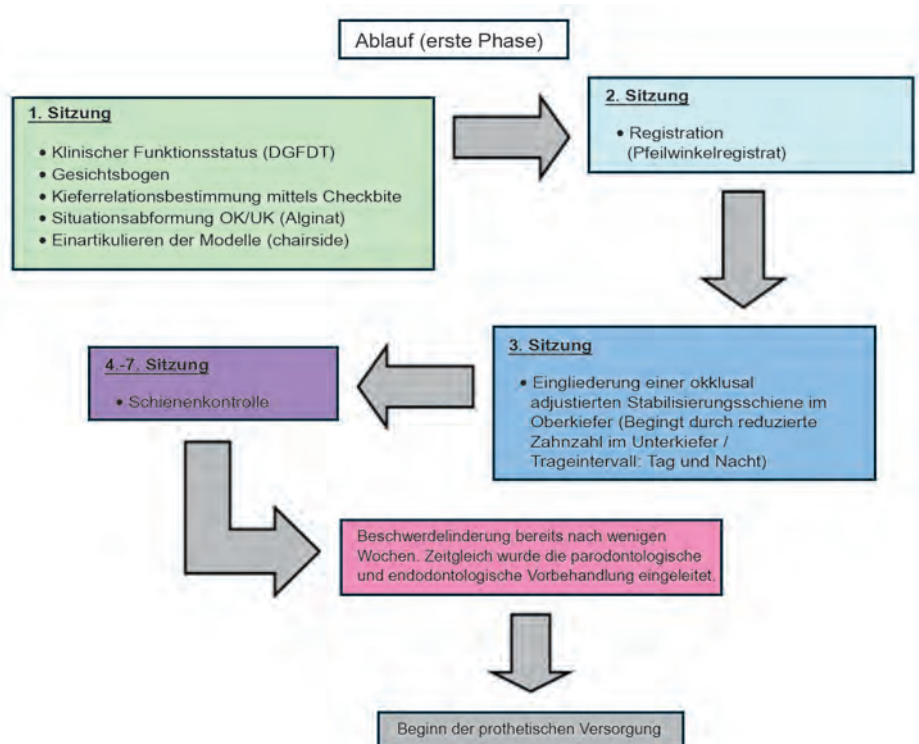 Ablauf (erste Phase)
1. Sitzung
• Klinischer Funktionsstatus (DGFDT)
• Gesichtsbogen
• Kieferrelationsbestimmung mittels Checkbite
• Situationsabformung OK/UK (Alginat)
• Einartikulieren der Modelle (chairside)
2. Sitzung
• Registration
(Pfeilwinkelregistrat)
3. Sitzung
• Eingliederung einer okklusal
adjustierten Stabilisierungsschiene im
Oberkiefer (Begingt durch reduzierte
Zahnzahl im Unterkiefer /
Trageintervall: Tag und Nacht)
4.-7. Sitzung
• Schienenkontrolle
Beschwerdelinderung bereits nach wenigen
Wochen. Zeitgleich wurde die parodontologische
und endodontologische Vorbehandlung eingeleitet.
Beginn der prothetischen Versorgung